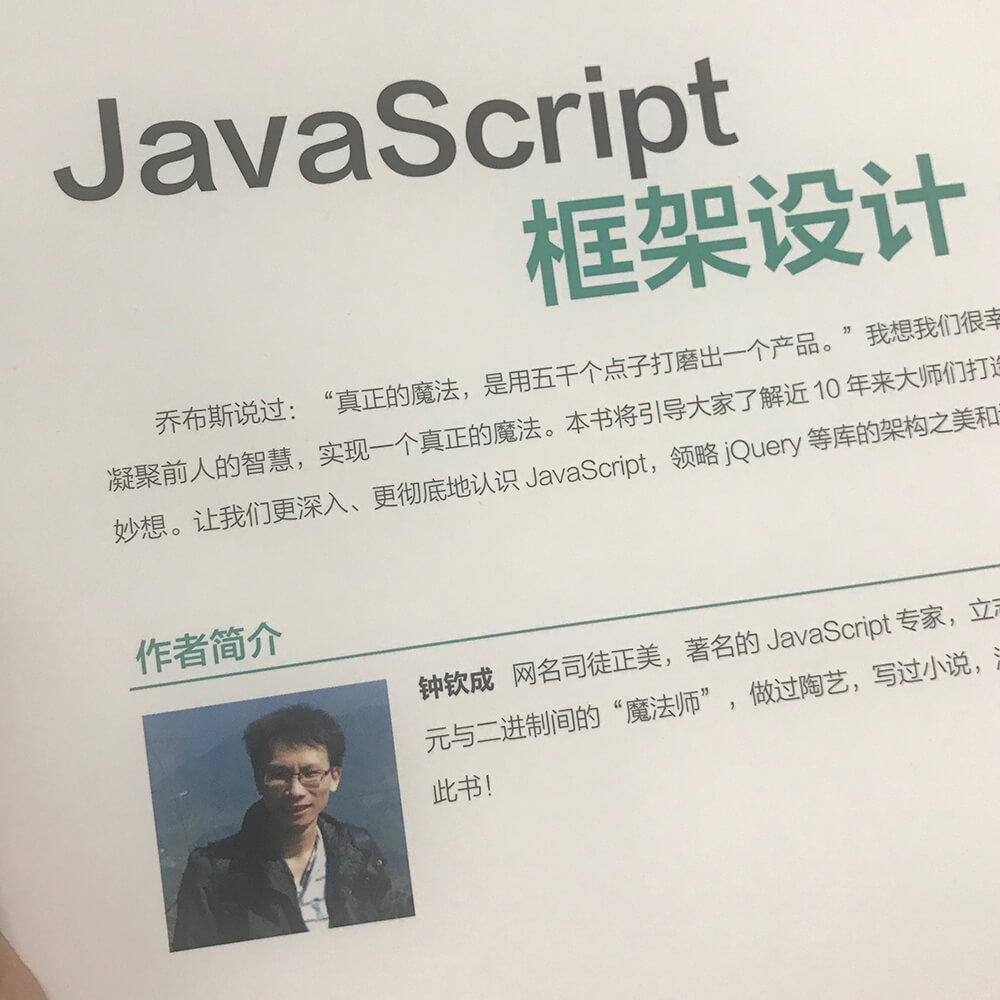 JavaScript
框架设计
乔布斯说过：“真正的魔法，是用五千个点子打磨出一个产品。”我想我们很幸
凝聚前人的智慧，实现一个真正的魔法。本书将引导大家了解近 10 年来大师们打造
妙想。让我们更深入、更彻底地认识 JavaScript，领略 jQuery 等库的架构之美和
作者简介
钟钦成 网名司徒正美，著名的 JavaScript 专家，立志
元与二进制间的“魔法师”，做过陶艺，写过小说，
此书！